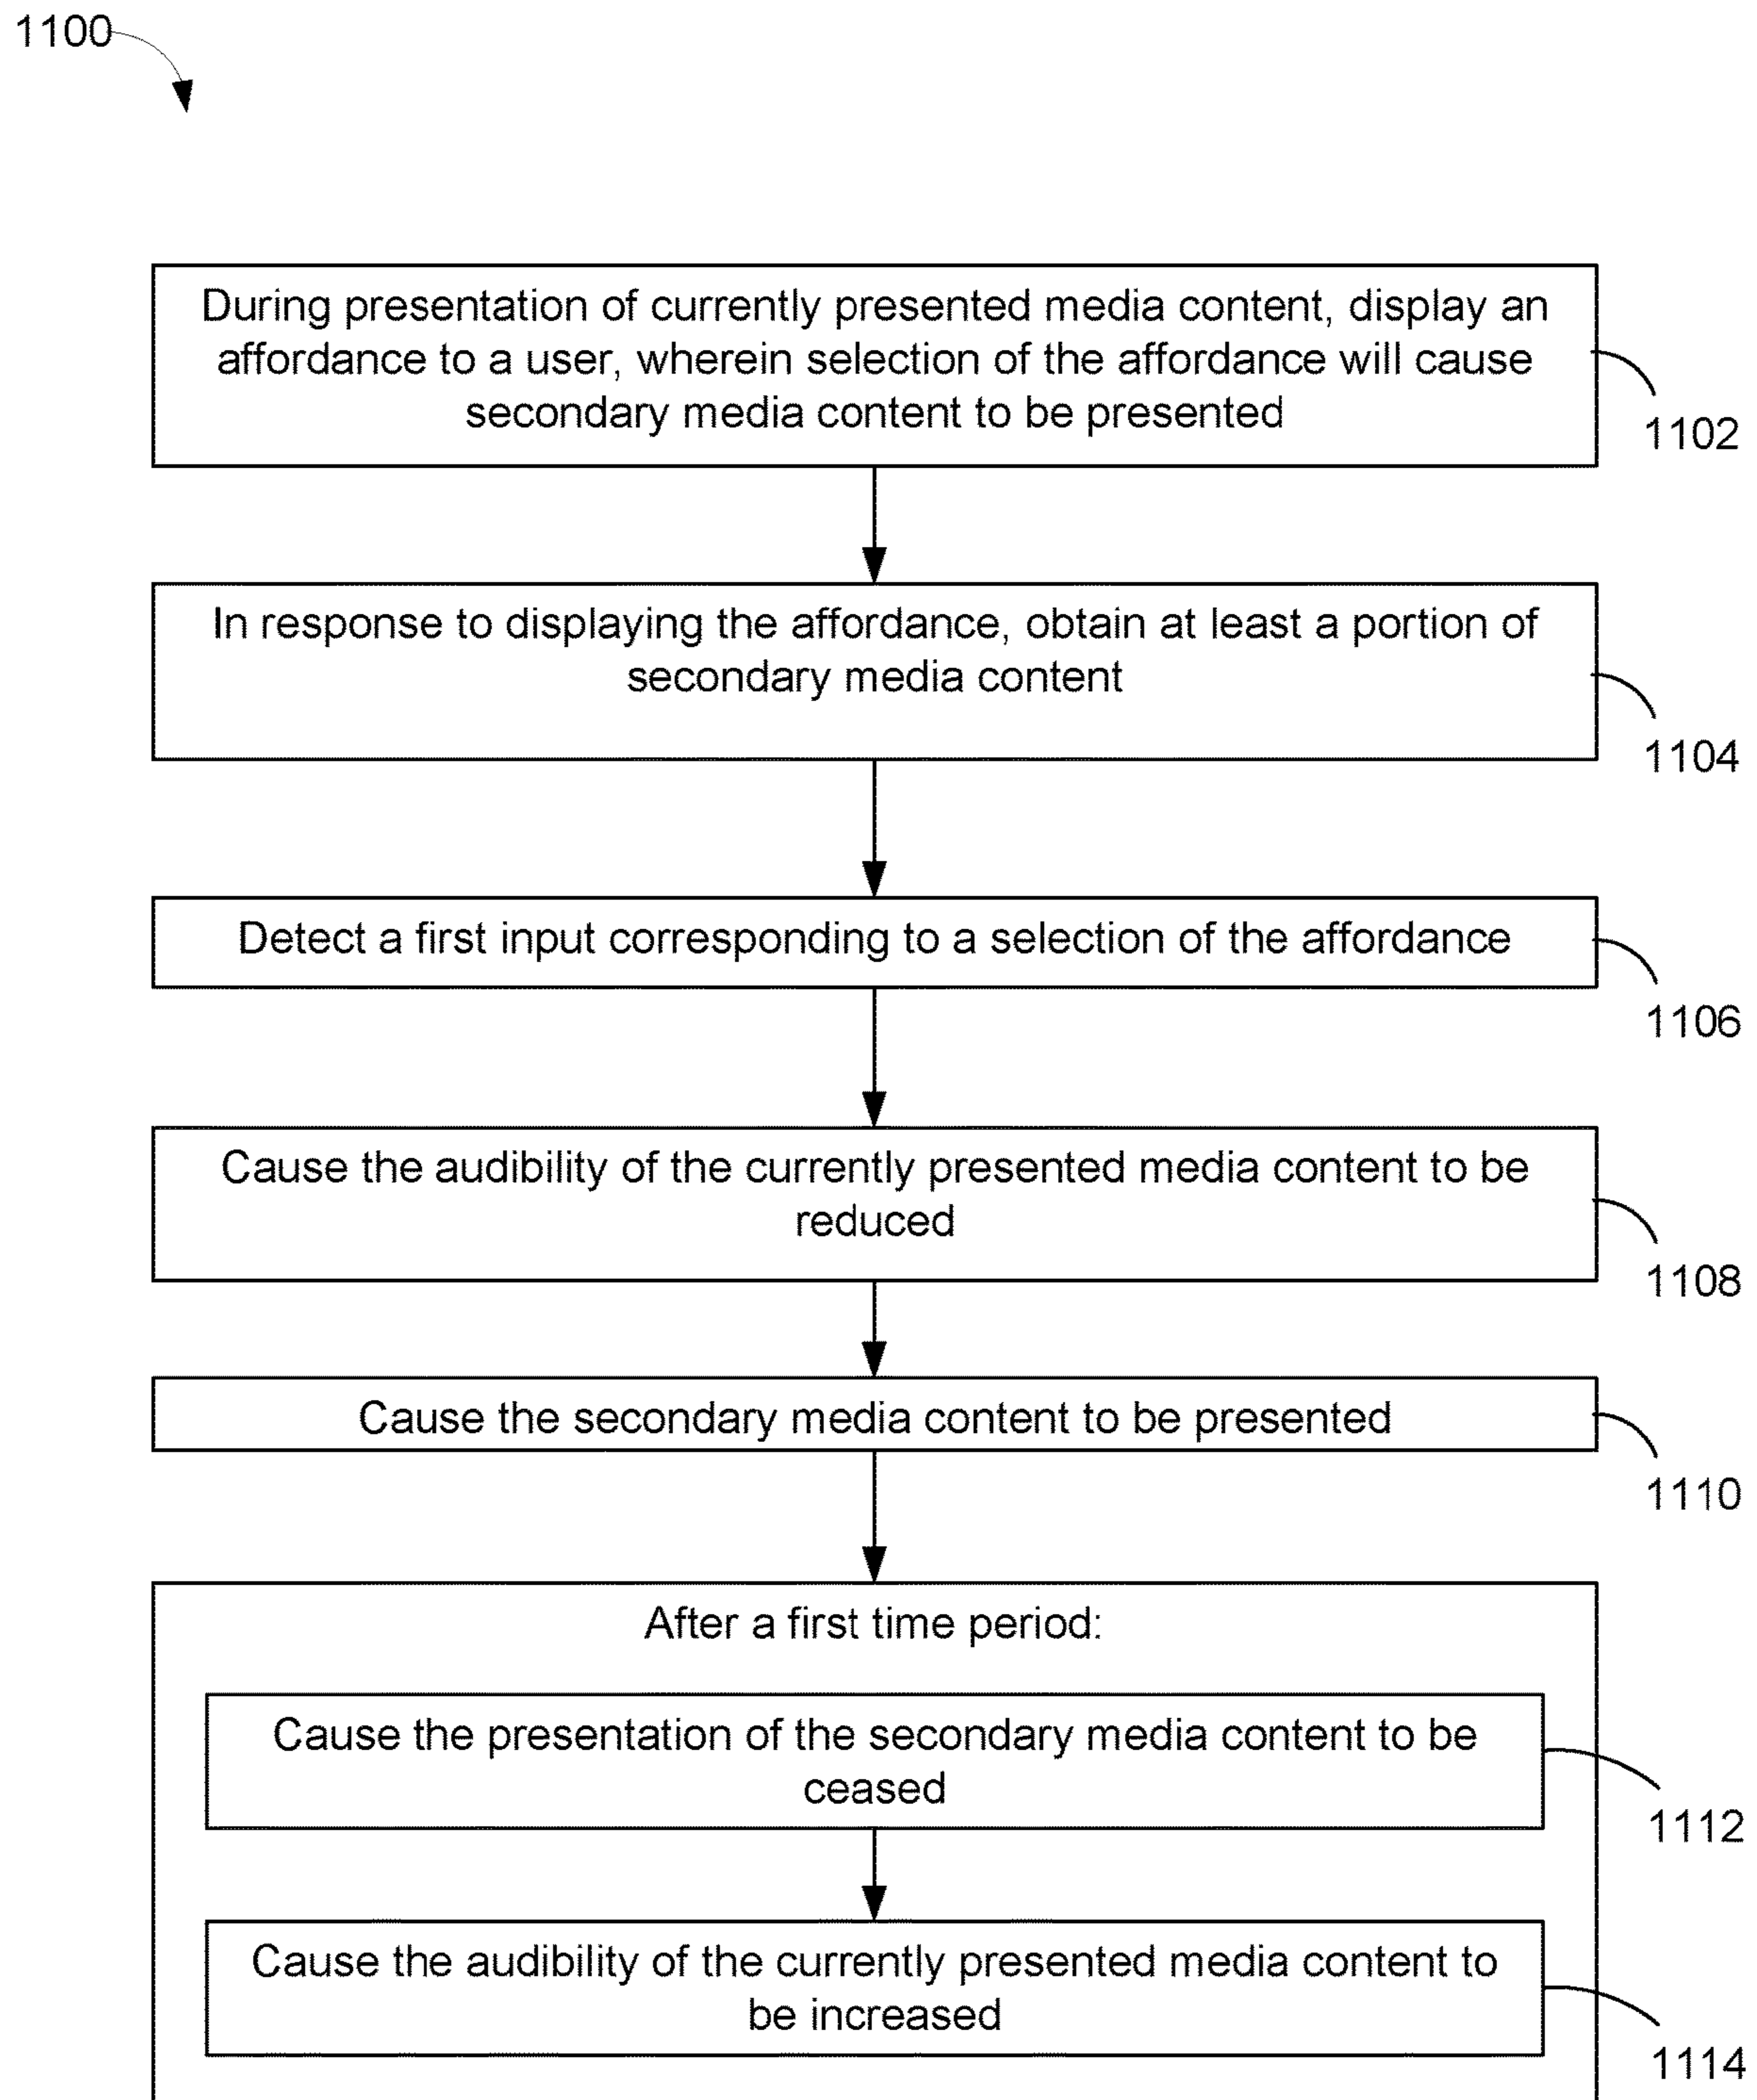 1100
During presentation of currently presented media content, display an
affordance to a user, wherein selection of the affordance will cause
secondary media content to be presented
1102
In response to displaying the affordance, obtain at least a portion of
secondary media content
1104
Detect a first input corresponding to a selection of the affordance
1106
Cause the audibility of the currently presented media content to be
reduced
1108
Cause the secondary media content to be presented
1110
After a first time period:
Cause the presentation of the secondary media content to be
ceased
1112
Cause the audibility of the currently presented media content to
be increased
1114